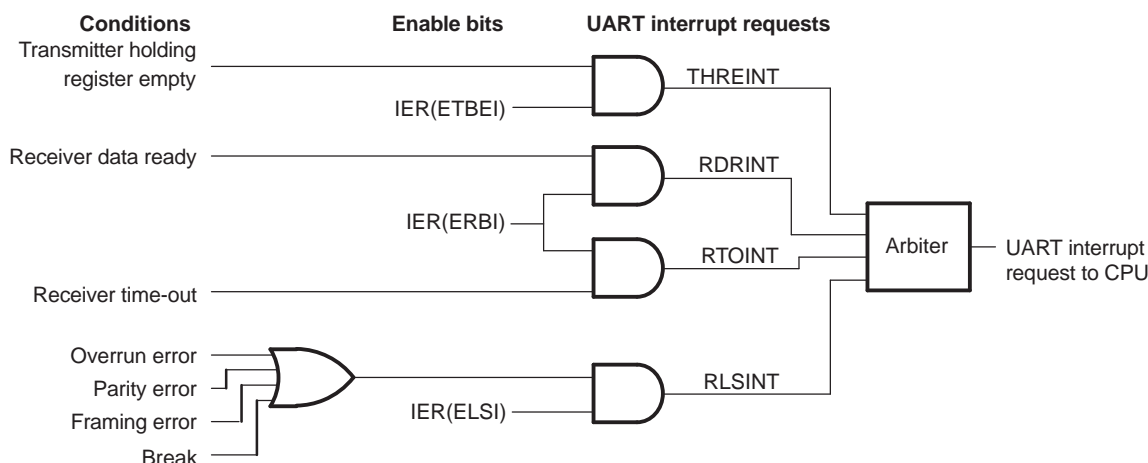 Conditions
Enable bits
UART interrupt requests
Transmitter holding
register empty
THREINT
IER(ETBEI)
Receiver data ready
RDRINT
IER(ERBI)
Arbiter
UART interrupt
request to CPU
RTOINT
Receiver time-out
Overrun error
Parity error
RLSINT
IER(ELSI)
Framing error
Break